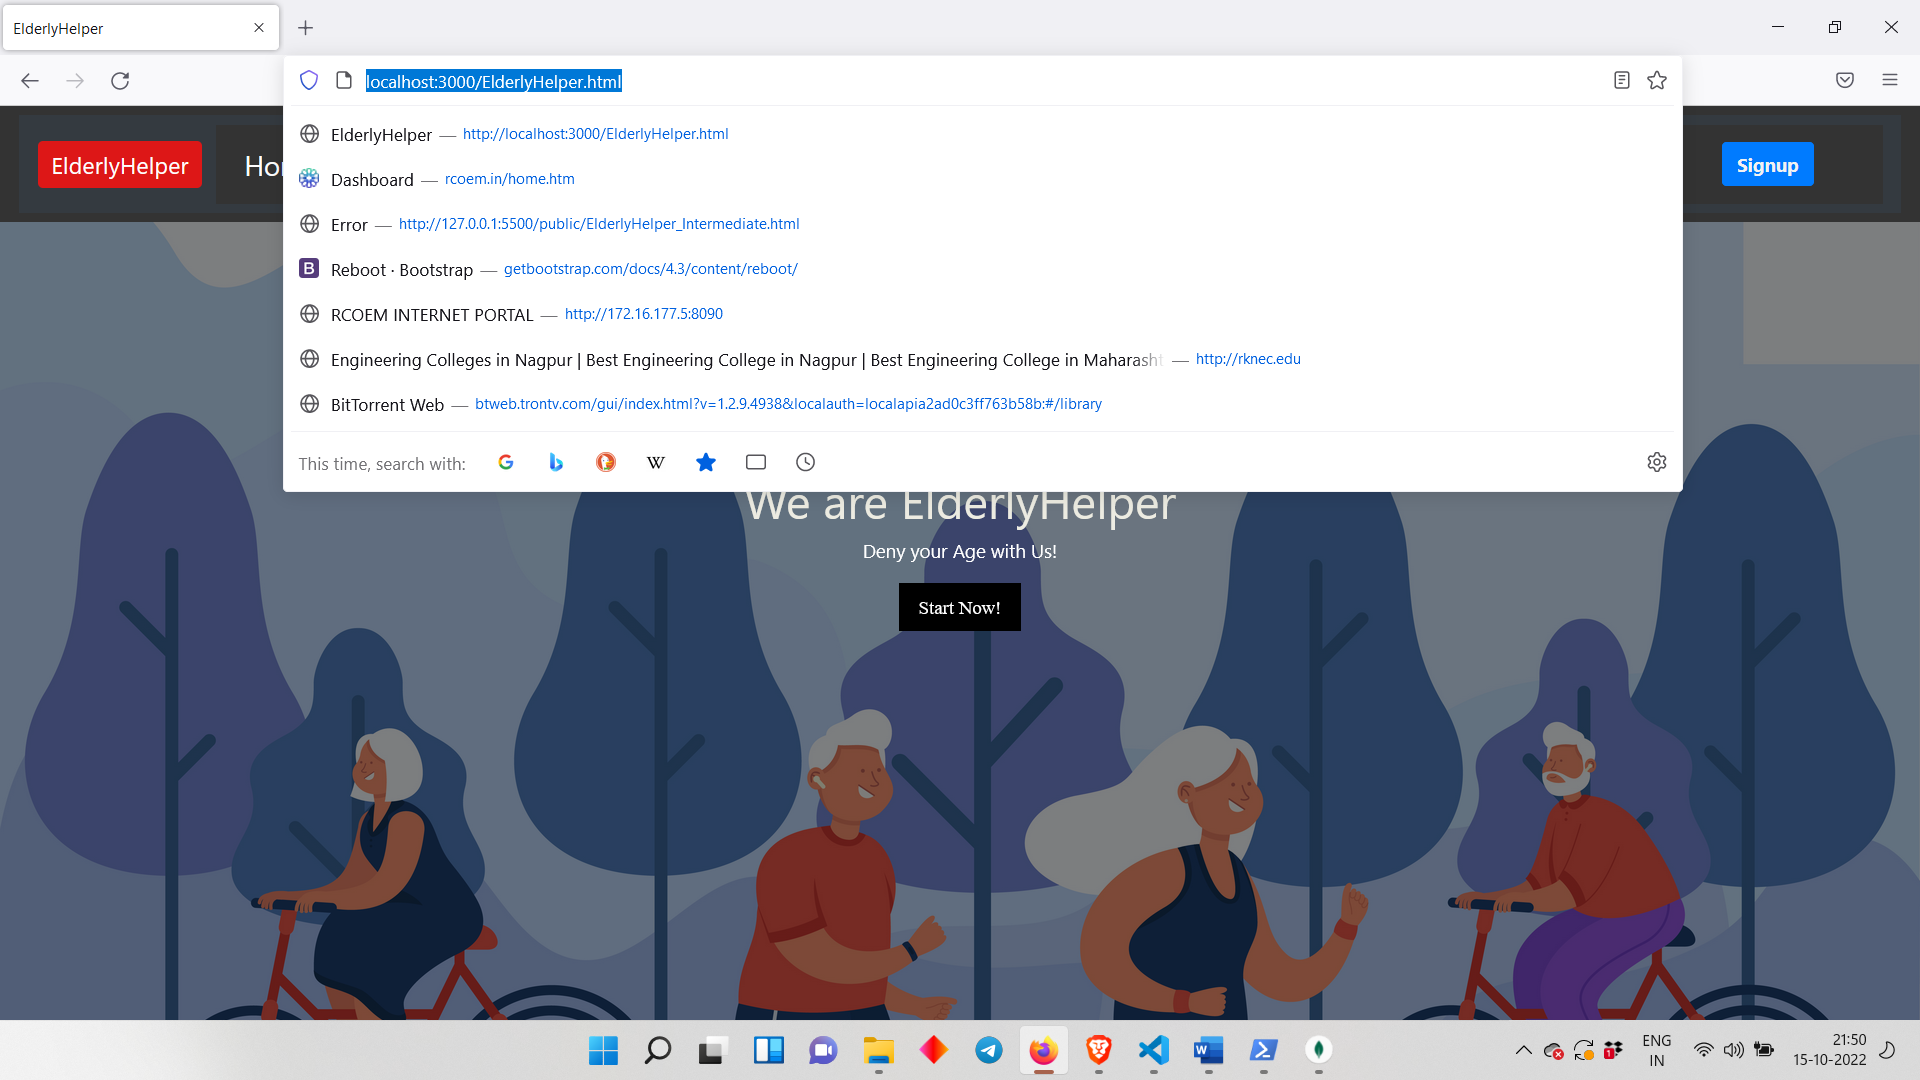 ElderlyHelper
localhost:3000/ElderlyHelper.html
ElderlyHelper — http://localhost:3000/ElderlyHelper.html
Dashboard — rcoem.in/home.htm
Error — http://127.0.0.1:5500/public/ElderlyHelper_Intermediate.html
B Reboot · Bootstrap — getbootstrap.com/docs/4.3/content/reboot/
RCOEM INTERNET PORTAL — http://172.16.177.5:8090
Engineering Colleges in Nagpur | Best Engineering College in Nagpur | Best Engineering College in Maharasht — http://rknec.edu
BitTorrent Web — btweb.trontv.com/gui/index.html?v=1.2.9.4938&localauth=localapia2ad0c3ff763b58b:#/library
This time, search with:
ElderlyHelper Hor Signup
We are ElderlyHelper
Deny your Age with Us!
Start Now!
ENG
IN
21:50
15-10-2022